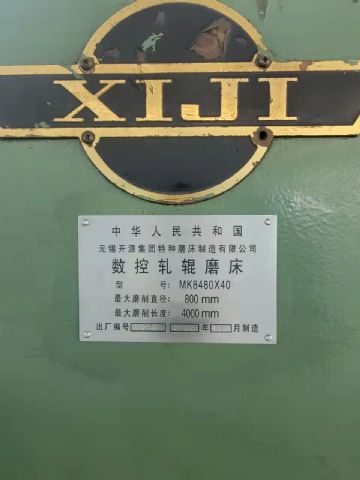 XIJI
中华人民共和国
无锡开源集团特种磨床制造有限公司
数控轧辊磨床
型 号: MK8480X40
最大磨削直径: 800 mm
最大磨削长度: 4000 mm
出厂编号 年 月制造